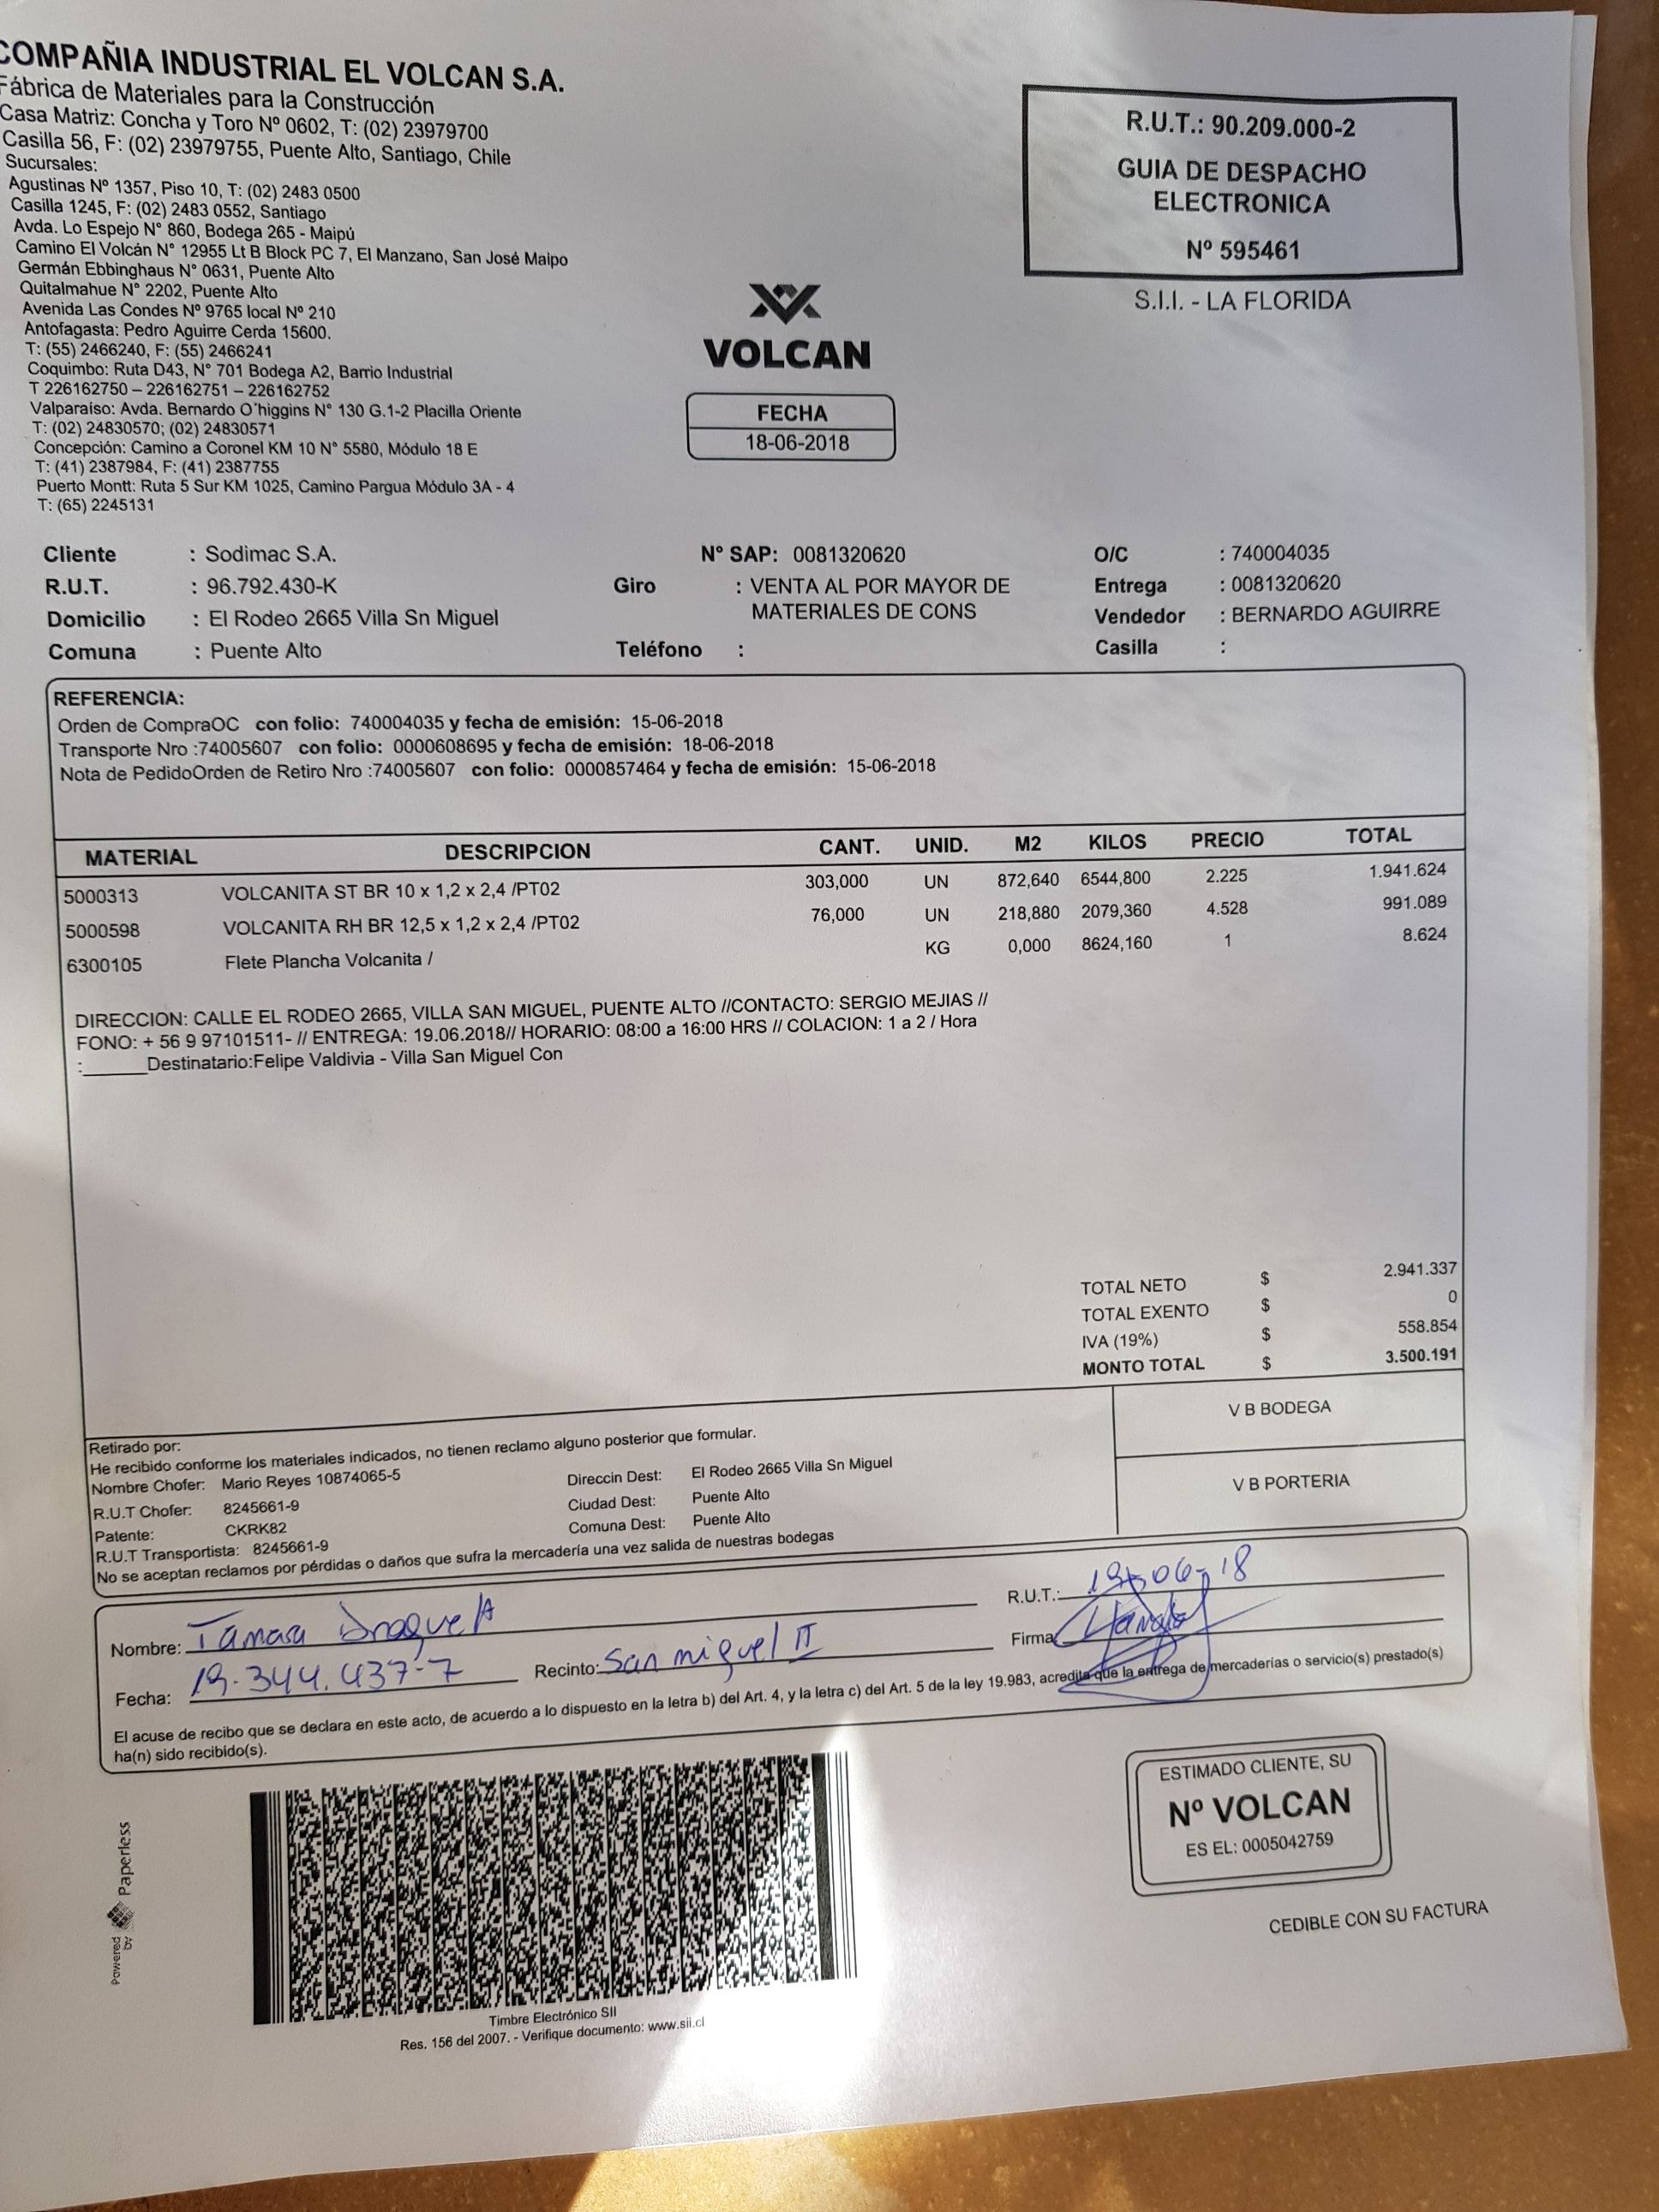 COMPAÑIA INDUSTRIAL EL VOLCAN S.A.
Fábrica de Materiales para la Construcción
Casa Matriz: Concha y Toro Nº 0602, T: (02) 23979700
Casilla 56, F: (02) 23979755, Puente Alto, Santiago, Chile
Sucursales:
Agustinas Nº 1357, Piso 10, T: (02) 2483 0500
Casilla 1245, F: (02) 2483 0552, Santiago
Avda. Lo Espejo N° 860, Bodega 265 - Maipú
Camino El Volcán N° 12955 Lt B Block PC 7, El Manzano, San José Maipo
Germán Ebbinghaus N° 0631, Puente Alto
Quitalmahue N° 2202, Puente Alto
Avenida Las Condes Nº 9765 local Nº 210
Antofagasta: Pedro Aguirre Cerda 15600.
T: (55) 2466240, F: (55) 2466241
Coquimbo: Ruta D43, N° 701 Bodega A2, Barrio Industrial
T 226162750 – 226162751 – 226162752
Valparaiso: Avda. Bernardo O´higgins N° 130 G.1-2 Placilla Oriente
T: (02) 24830570; (02) 24830571
Concepción: Camino a Coronel KM 10 N° 5580, Módulo 18 E
T: (41) 2387984, F: (41) 2387755
Puerto Montt: Ruta 5 Sur KM 1025, Camino Pargua Módulo 3A - 4
T: (65) 2245131
R.U.T.: 90.209.000-2
GUIA DE DESPACHO
ELECTRONICA
Nº 595461
S.I.I. - LA FLORIDA
VOLCAN
FECHA
18-06-2018
Cliente : Sodimac S.A. N° SAP: 0081320620 O/C : 740004035
R.U.T. : 96.792.430-K Giro : VENTA AL POR MAYOR DE MATERIALES DE CONS Entrega : 0081320620
Domicilio : El Rodeo 2665 Villa Sn Miguel Vendedor : BERNARDO AGUIRRE
Comuna : Puente Alto Teléfono : Casilla :
REFERENCIA:
Orden de CompraOC con folio: 740004035 y fecha de emisión: 15-06-2018
Transporte Nro :74005607 con folio: 0000608695 y fecha de emisión: 18-06-2018
Nota de PedidoOrden de Retiro Nro :74005607 con folio: 0000857464 y fecha de emisión: 15-06-2018
MATERIAL DESCRIPCION CANT. UNID. M2 KILOS PRECIO TOTAL
5000313 VOLCANITA ST BR 10 x 1,2 x 2,4 /PT02 303,000 UN 872,640 6544,800 2.225 1.941.624
5000598 VOLCANITA RH BR 12,5 x 1,2 x 2,4 /PT02 76,000 UN 218,880 2079,360 4.528 991.089
6300105 Flete Plancha Volcanita / KG 0,000 8624,160 1 8.624
DIRECCION: CALLE EL RODEO 2665, VILLA SAN MIGUEL, PUENTE ALTO //CONTACTO: SERGIO MEJIAS //
FONO: + 56 9 97101511- // ENTREGA: 19.06.2018// HORARIO: 08:00 a 16:00 HRS // COLACION: 1 a 2 / Hora
:______Destinatario:Felipe Valdivia - Villa San Miguel Con
TOTAL NETO $ 2.941.337
TOTAL EXENTO $ 0
IVA (19%) $ 558.854
MONTO TOTAL $ 3.500.191
V B BODEGA
V B PORTERIA
Retirado por:
He recibido conforme los materiales indicados, no tienen reclamo alguno posterior que formular.
Nombre Chofer: Mario Reyes 10874065-5 Direccin Dest: El Rodeo 2665 Villa Sn Miguel
R.U.T Chofer: 8245661-9 Ciudad Dest: Puente Alto
Patente: CKRK82 Comuna Dest: Puente Alto
R.U.T Transportista: 8245661-9
No se aceptan reclamos por pérdidas o daños que sufra la mercadería una vez salida de nuestras bodegas
Nombre: Tamara R.U.T.: 19-06-18
Fecha: 19.344.437-7 Recinto: San miguel II Firma
El acuse de recibo que se declara en este acto, de acuerdo a lo dispuesto en la letra b) del Art. 4, y la letra c) del Art. 5 de la ley 19.983, acredita que la entrega de mercaderías o servicio(s) prestado(s)
ha(n) sido recibido(s).
Powered by Paperless
ESTIMADO CLIENTE, SU
Nº VOLCAN
ES EL: 0005042759
CEDIBLE CON SU FACTURA
Timbre Electrónico SII
Res. 156 del 2007. - Verifique documento: www.sii.cl